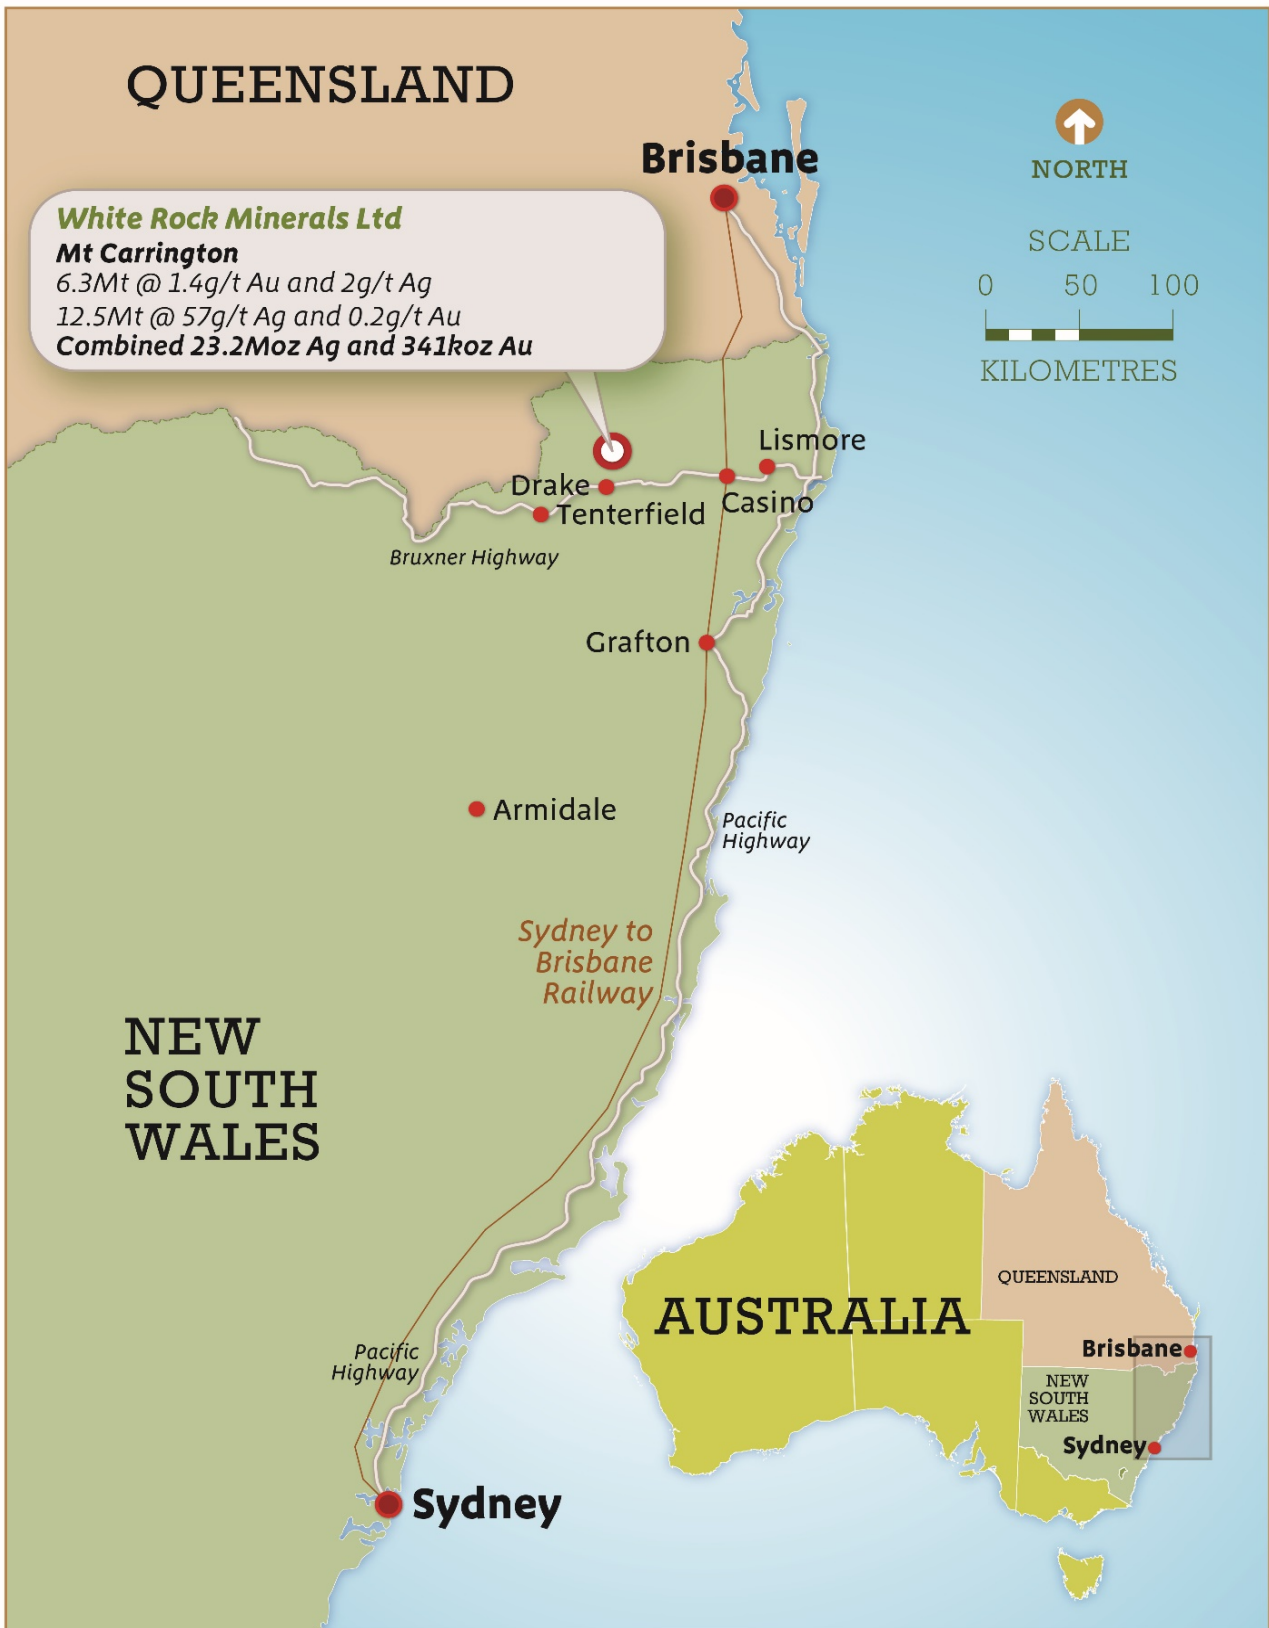 QUEENSLAND
Brisbane
NORTH
SCALE
0 50 100
KILOMETRES
White Rock Minerals Ltd
Mt Carrington
6.3Mt @ 1.4g/t Au and 2g/t Ag
12.5Mt @ 57g/t Ag and 0.2g/t Au
Combined 23.2Moz Ag and 341koz Au
Lismore
Drake
Casino
Tenterfield
Bruxner Highway
Grafton
Armidale
Pacific
Highway
Sydney to
Brisbane
Railway
NEW
SOUTH
WALES
Pacific
Highway
Sydney
AUSTRALIA
QUEENSLAND
Brisbane
NEW
SOUTH
WALES
Sydney